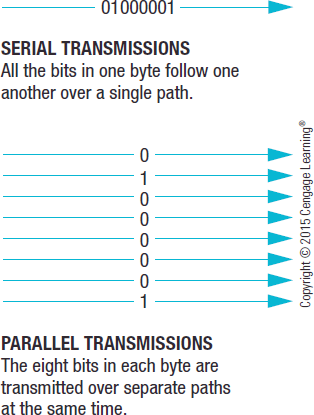 01000001
SERIAL TRANSMISSIONS
All the bits in one byte follow one
another over a single path.
0
1
0
0
0
0
0
1
Copyright © 2015 Cengage Learning®
PARALLEL TRANSMISSIONS
The eight bits in each byte are
transmitted over separate paths
at the same time.